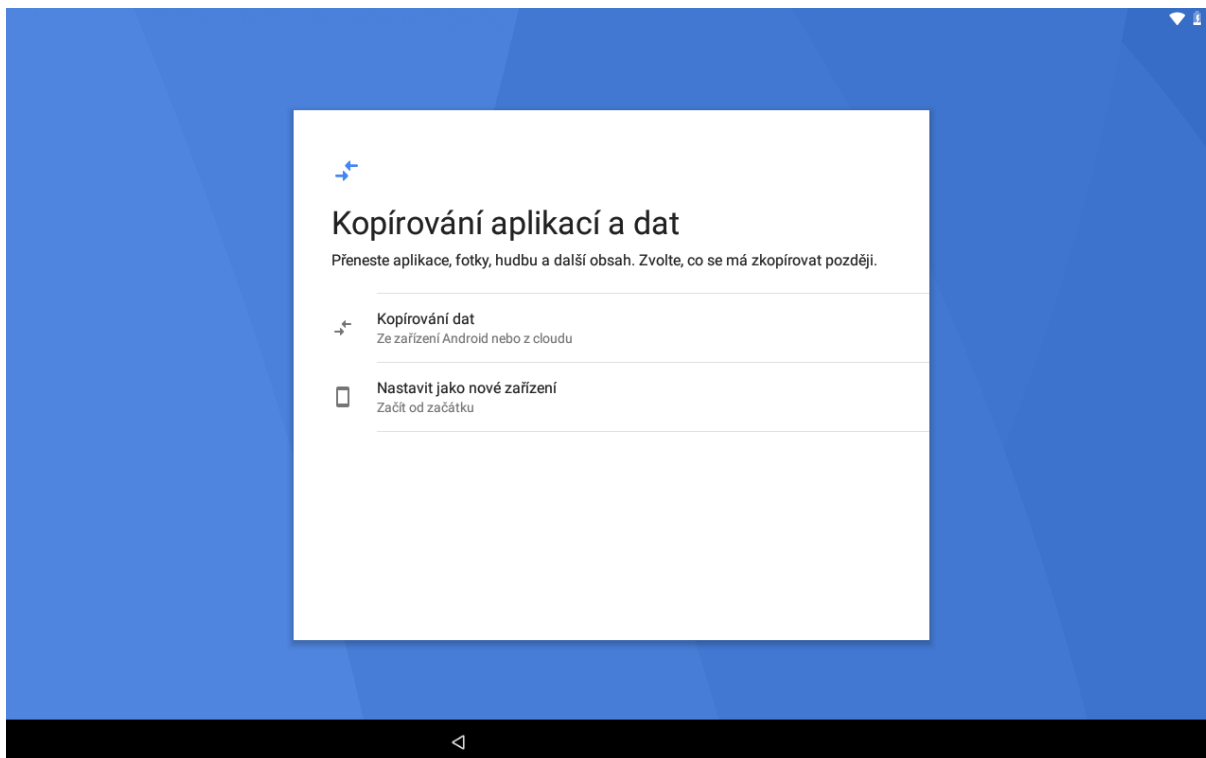 Kopírování aplikací a dat
Přeneste aplikace, fotky, hudbu a další obsah. Zvolte, co se má zkopírovat později.
Kopírování dat
Ze zařízení Android nebo z cloudu
Nastavit jako nové zařízení
Začít od začátku